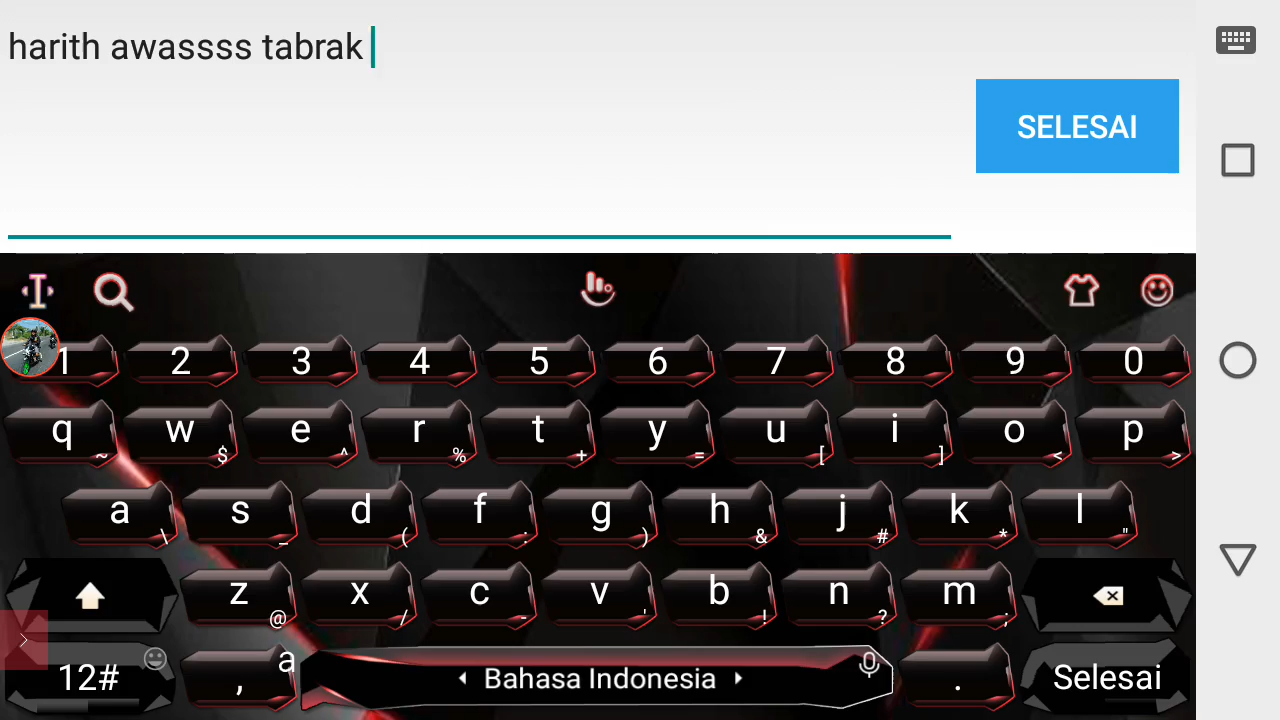 harith awassss tabrak
SELESAI
1 2 3 4 5 6 7 8 9 0
q w e r t y u i o p
~ $ ^ % + = [ ] < >
a s d f g h j k l
\ _ ( : ) & # * "
z x c v b n m
@ / - ' ! ? ;
12# , a Bahasa Indonesia . Selesai